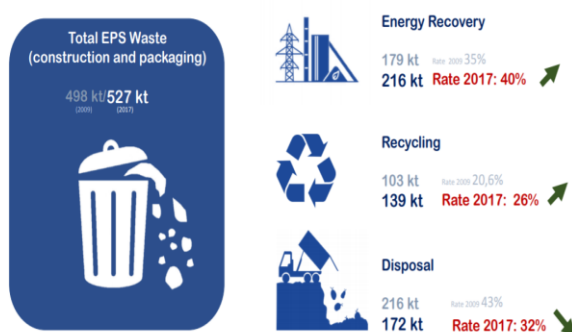 Total EPS Waste
(construction and packaging)
498 kt/527 kt
(2009) (2017)
Energy Recovery
179 kt Rate 2009 35%
216 kt Rate 2017: 40%
Recycling
103 kt Rate 2009 20,6%
139 kt Rate 2017: 26%
Disposal
216 kt Rate 2009 43%
172 kt Rate 2017: 32%